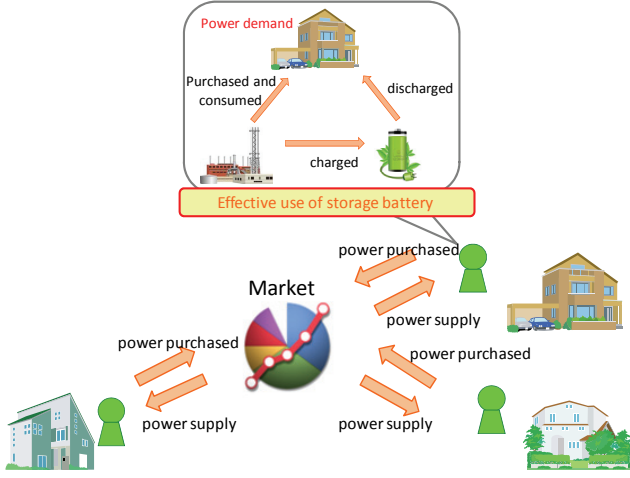 Power demand
Purchased and
consumed
discharged
charged
Effective use of storage battery
power purchased
Market
power supply
power purchased
power purchased
power supply
power supply